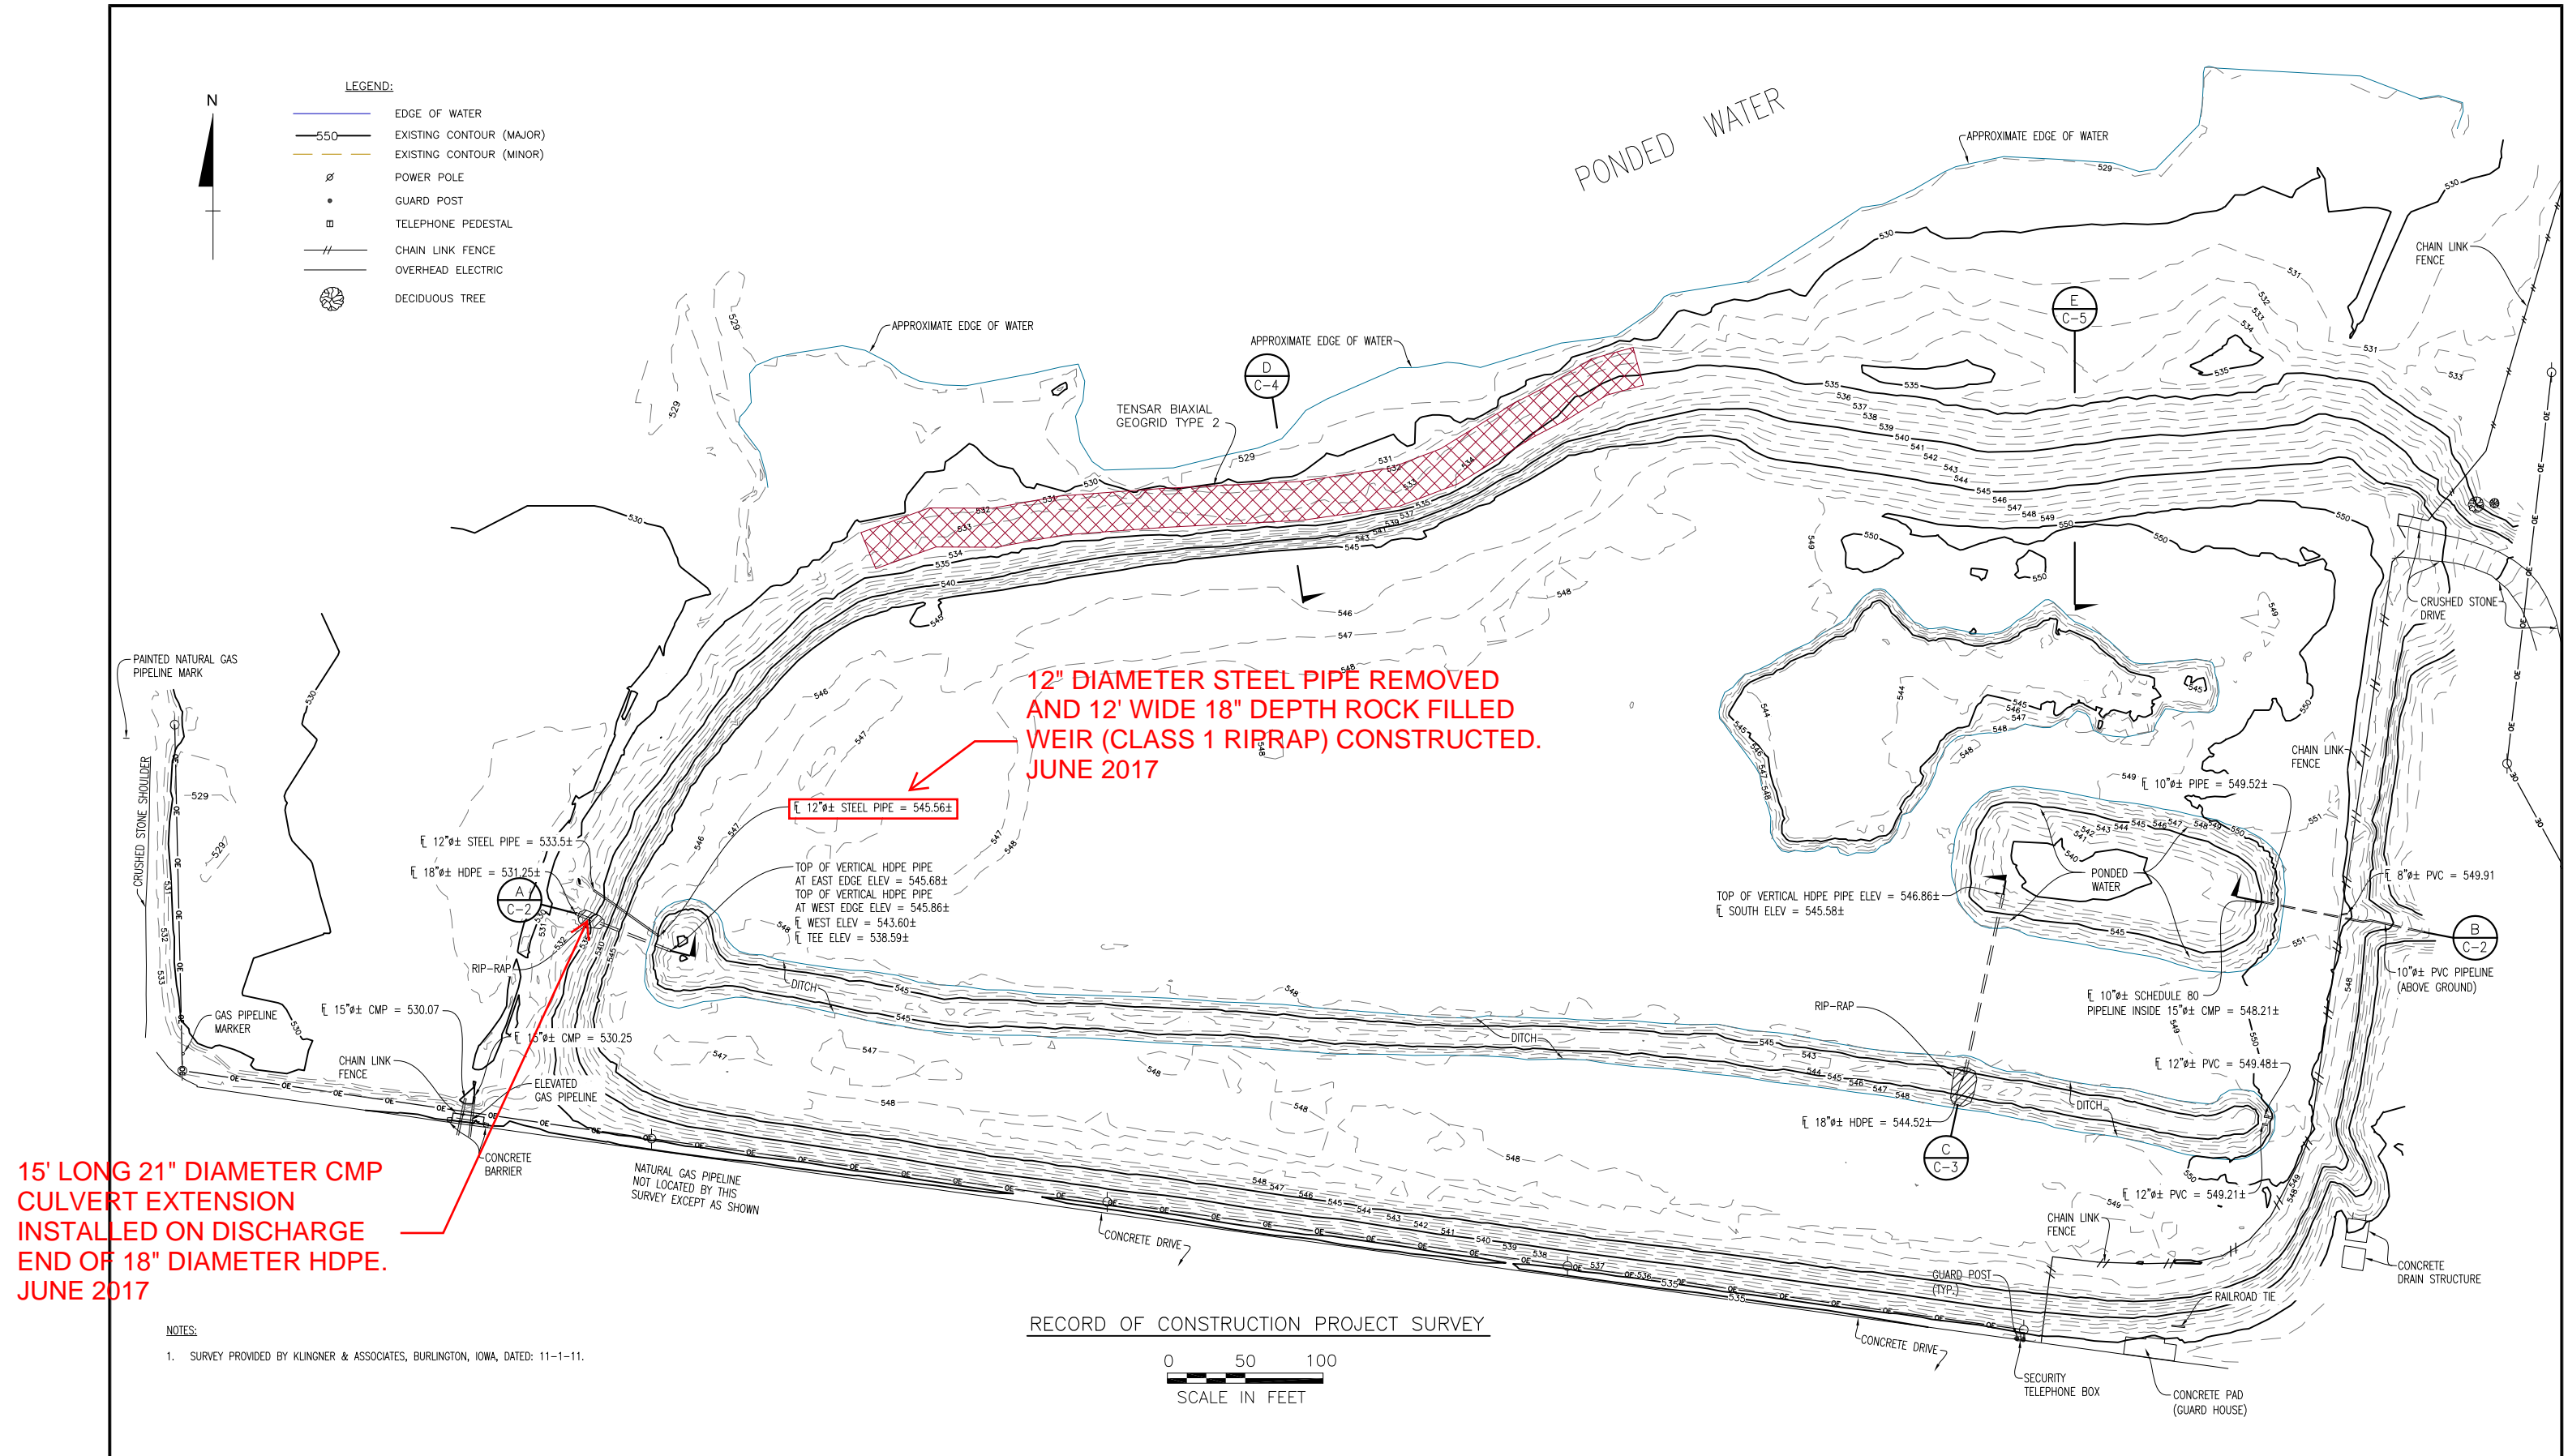 LEGEND:
N
EDGE OF WATER
550
EXISTING CONTOUR (MAJOR)
EXISTING CONTOUR (MINOR)
POWER POLE
GUARD POST
T
TELEPHONE PEDESTAL
CHAIN LINK FENCE
OVERHEAD ELECTRIC
DECIDUOUS TREE
PONDED WATER
APPROXIMATE EDGE OF WATER
APPROXIMATE EDGE OF WATER
APPROXIMATE EDGE OF WATER
CHAIN LINK
FENCE
E
C-5
D
C-4
TENSAR BIAXIAL
GEOGRID TYPE 2
CRUSHED STONE
DRIVE
PAINTED NATURAL GAS
PIPELINE MARK
CRUSHED STONE SHOULDER
12" DIAMETER STEEL PIPE REMOVED
AND 12' WIDE 18" DEPTH ROCK FILLED
WEIR (CLASS 1 RIPRAP) CONSTRUCTED.
JUNE 2017
FL 12"ø± STEEL PIPE = 545.56±
FL 12"ø± STEEL PIPE = 533.5±
FL 18"ø± HDPE = 531.25±
A
C-2
TOP OF VERTICAL HDPE PIPE
AT EAST EDGE ELEV = 545.68±
TOP OF VERTICAL HDPE PIPE
AT WEST EDGE ELEV = 545.86±
FL WEST ELEV = 543.60±
FL TEE ELEV = 538.59±
CHAIN LINK
FENCE
FL 10"ø± PIPE = 549.52±
PONDED
WATER
FL 8"ø± PVC = 549.91
TOP OF VERTICAL HDPE PIPE ELEV = 546.86±
FL SOUTH ELEV = 545.58±
B
C-2
10"ø± PVC PIPELINE
(ABOVE GROUND)
FL 10"ø± SCHEDULE 80
PIPELINE INSIDE 15"ø± CMP = 548.21±
RIP-RAP
DITCH
RIP-RAP
FL 15"ø± CMP = 530.07
FL 15"ø± CMP = 530.25
GAS PIPELINE
MARKER
CHAIN LINK
FENCE
ELEVATED
GAS PIPELINE
DITCH
FL 12"ø± PVC = 549.48±
DITCH
FL 18"ø± HDPE = 544.52±
C
C-3
CONCRETE
BARRIER
NATURAL GAS PIPELINE
NOT LOCATED BY THIS
SURVEY EXCEPT AS SHOWN
FL 12"ø± PVC = 549.21±
15' LONG 21" DIAMETER CMP
CULVERT EXTENSION
INSTALLED ON DISCHARGE
END OF 18" DIAMETER HDPE.
JUNE 2017
CONCRETE DRIVE
CHAIN LINK
FENCE
GUARD POST
(TYP.)
CONCRETE
DRAIN STRUCTURE
RAILROAD TIE
CONCRETE DRIVE
SECURITY
TELEPHONE BOX
CONCRETE PAD
(GUARD HOUSE)
RECORD OF CONSTRUCTION PROJECT SURVEY
0 50 100
SCALE IN FEET
NOTES:
1. SURVEY PROVIDED BY KLINGNER & ASSOCIATES, BURLINGTON, IOWA, DATED: 11-1-11.